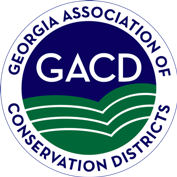 GEORGIA ASSOCIATION OF
GACD
CONSERVATION DISTRICTS